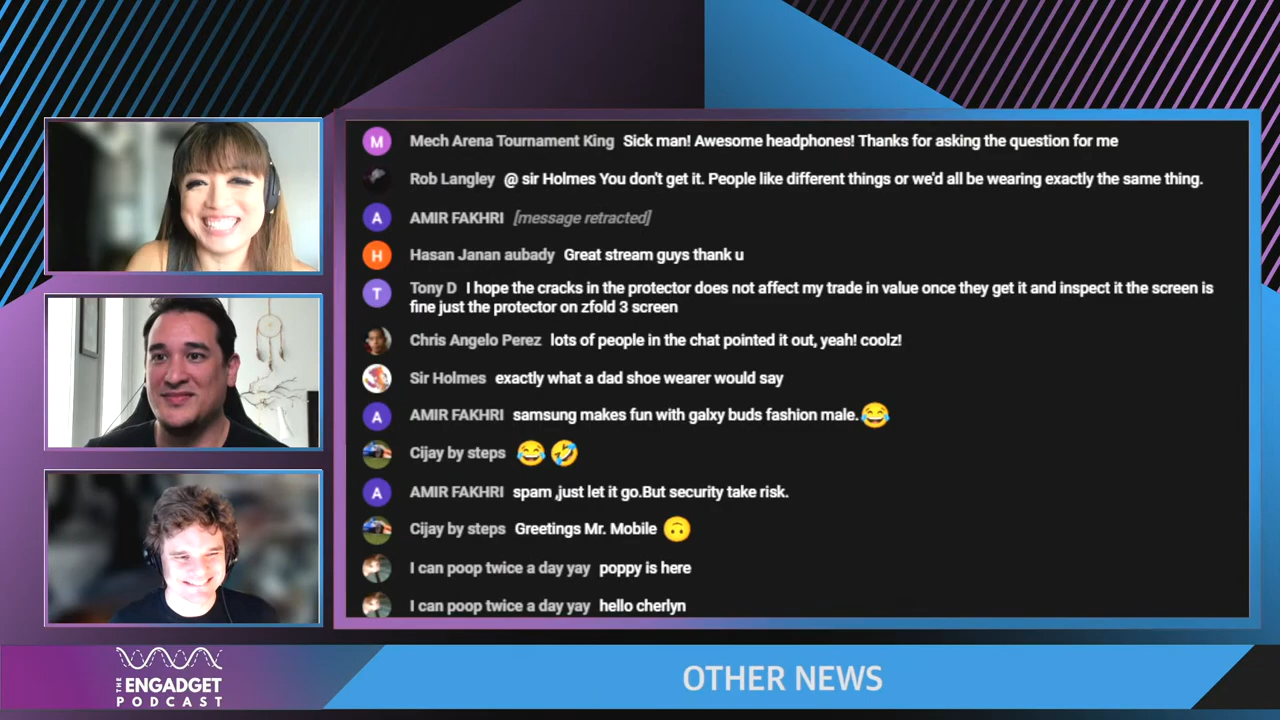 M Mech Arena Tournament King Sick man! Awesome headphones! Thanks for asking the question for me
Rob Langley @ sir Holmes You don't get it. People like different things or we'd all be wearing exactly the same thing.
A AMIR FAKHRI [message retracted]
H Hasan Janan aubady Great stream guys thank u
T Tony D I hope the cracks in the protector does not affect my trade in value once they get it and inspect it the screen is
fine just the protector on zfold 3 screen
Chris Angelo Perez lots of people in the chat pointed it out, yeah! coolz!
Sir Holmes exactly what a dad shoe wearer would say
A AMIR FAKHRI samsung makes fun with galxy buds fashion male.😂
Cijay by steps 😂🤣
A AMIR FAKHRI spam ,just let it go.But security take risk.
Cijay by steps Greetings Mr. Mobile 🙃
I can poop twice a day yay poppy is here
I can poop twice a day yay hello cherlyn
THE ENGADGET
PODCAST
OTHER NEWS